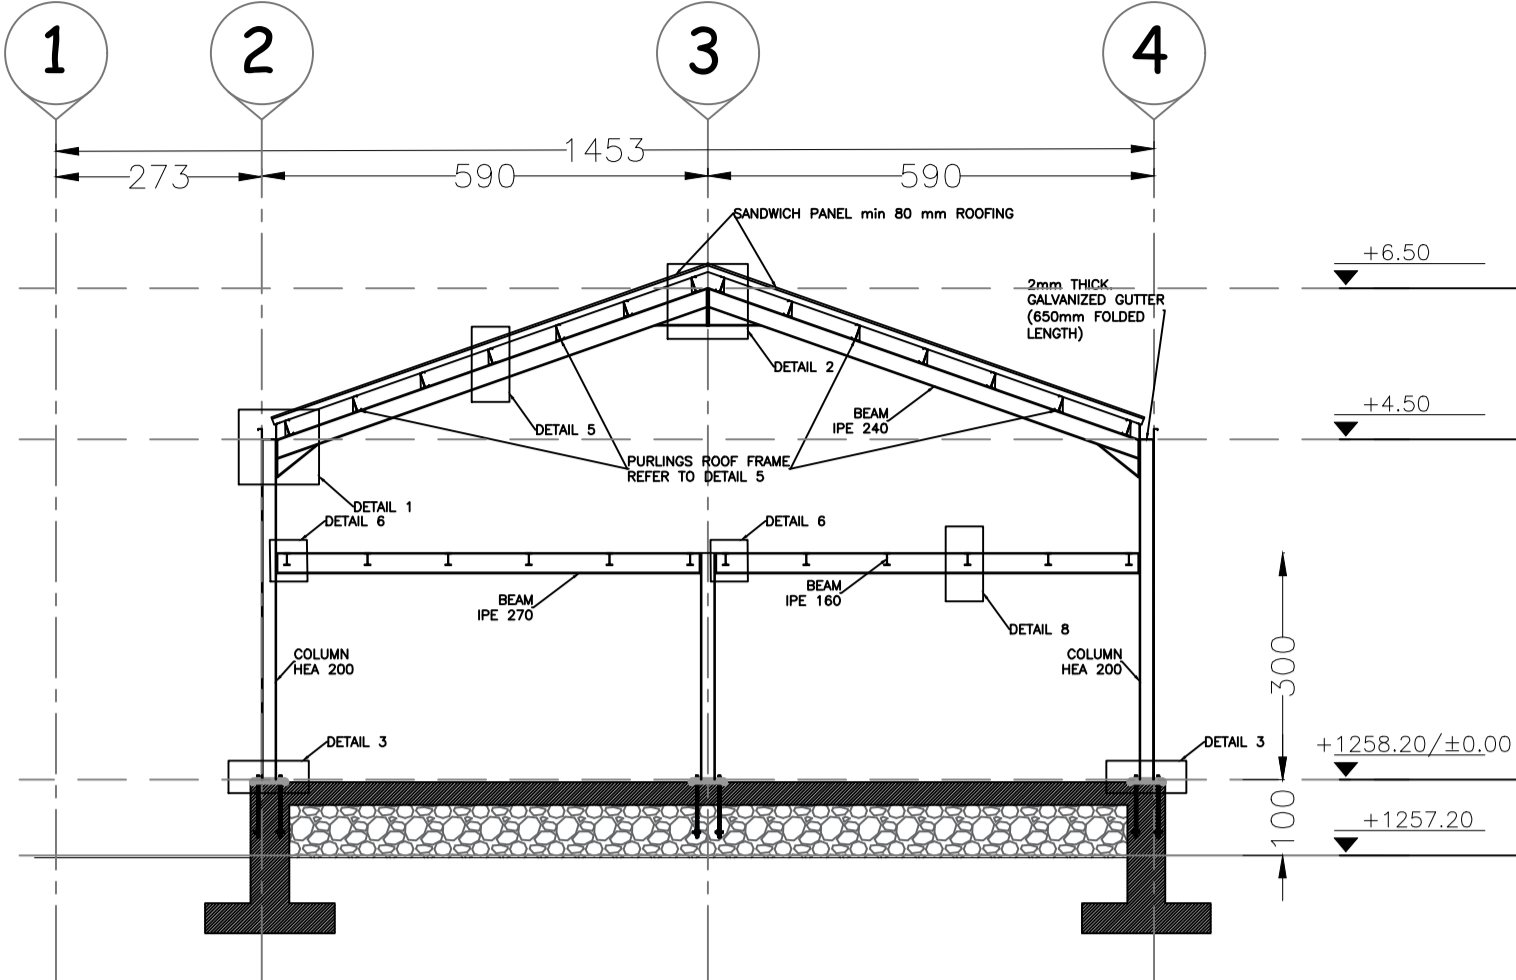 1
2
3
4
1453
273
590
590
SANDWICH PANEL min 80 mm ROOFING
+6.50
2mm THICK.
GALVANIZED GUTTER
(650mm FOLDED
LENGTH)
DETAIL 2
+4.50
BEAM
IPE 240
DETAIL 5
PURLINGS ROOF FRAME
REFER TO DETAIL 5
DETAIL 1
DETAIL 6
DETAIL 6
BEAM
IPE 270
BEAM
IPE 160
DETAIL 8
COLUMN
HEA 200
COLUMN
HEA 200
300
DETAIL 3
DETAIL 3
+1258.20/±0.00
100
+1257.20